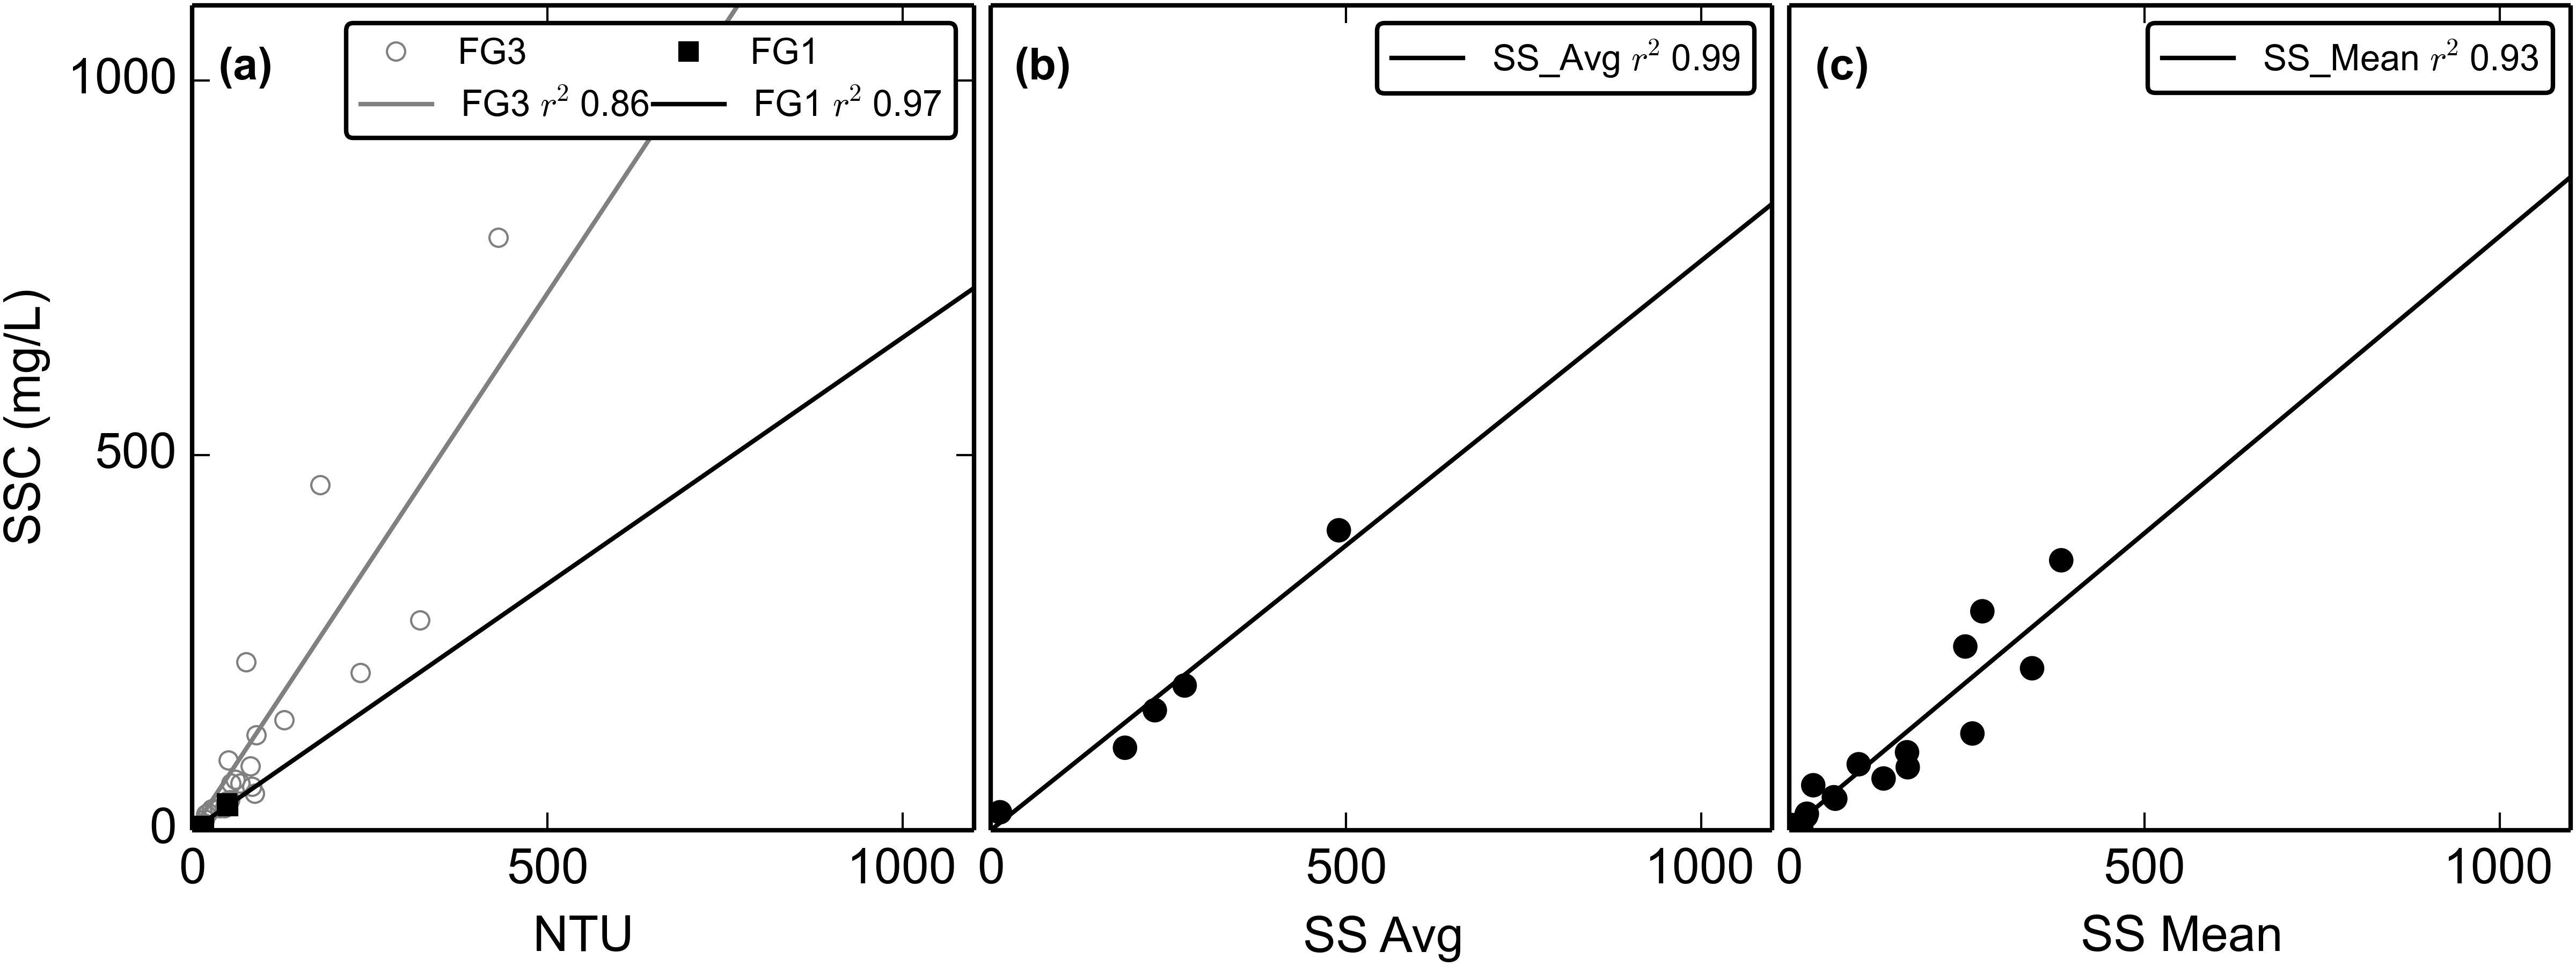 (a)
FG3 FG1
FG3 r² 0.86 FG1 r² 0.97
(b)
SS_Avg r² 0.99
(c)
SS_Mean r² 0.93
SSC (mg/L)
1000
500
0
0 500 1000
0 500 1000
0 500 1000
NTU
SS Avg
SS Mean